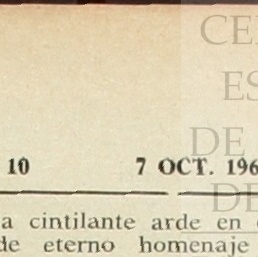 CE
ES
10 7 OCT. 196
DE
DE
a cintilante arde en
de eterno homenaje